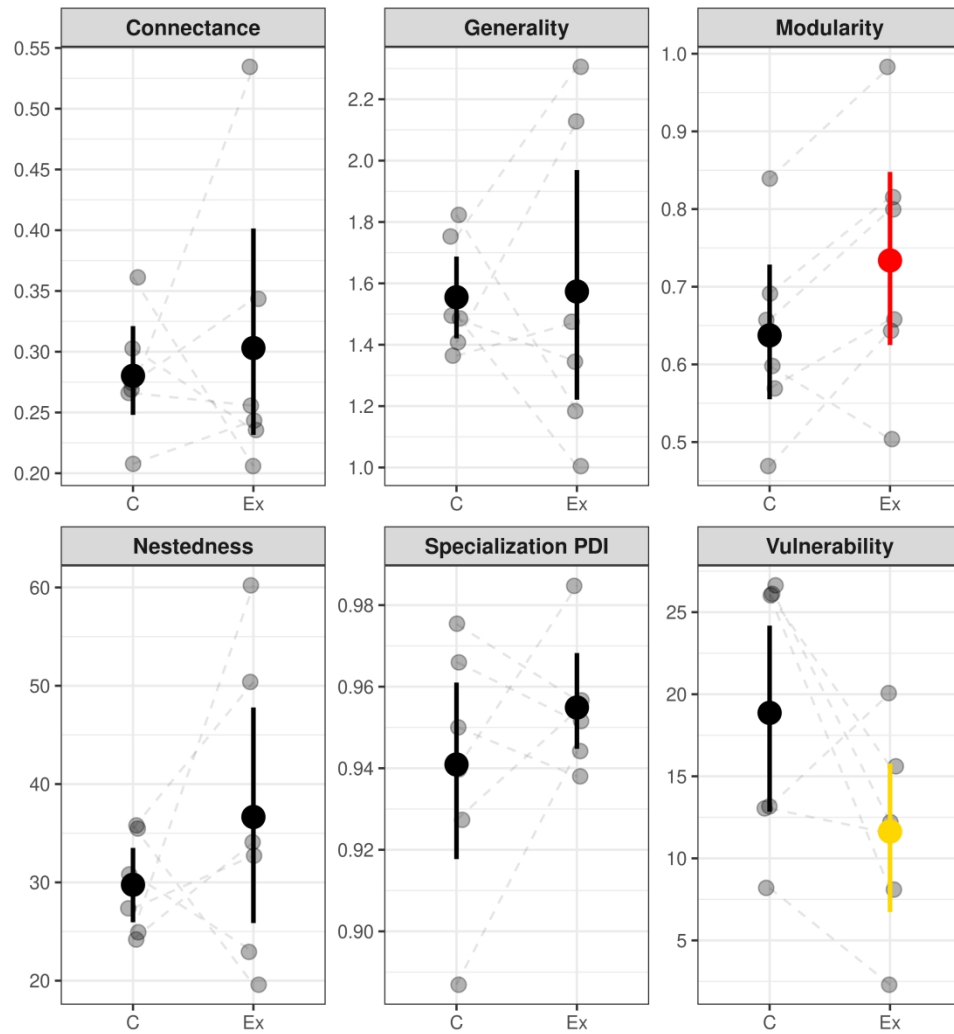 Connectance
Generality
Modularity
0.55
0.50
0.45
0.40
0.35
0.30
0.25
0.20
C
Ex
2.2
2.0
1.8
1.6
1.4
1.2
1.0
C
Ex
1.0
0.9
0.8
0.7
0.6
0.5
C
Ex
Nestedness
Specialization PDI
Vulnerability
60
50
40
30
20
C
Ex
0.98
0.96
0.94
0.92
0.90
C
Ex
25
20
15
10
5
C
Ex